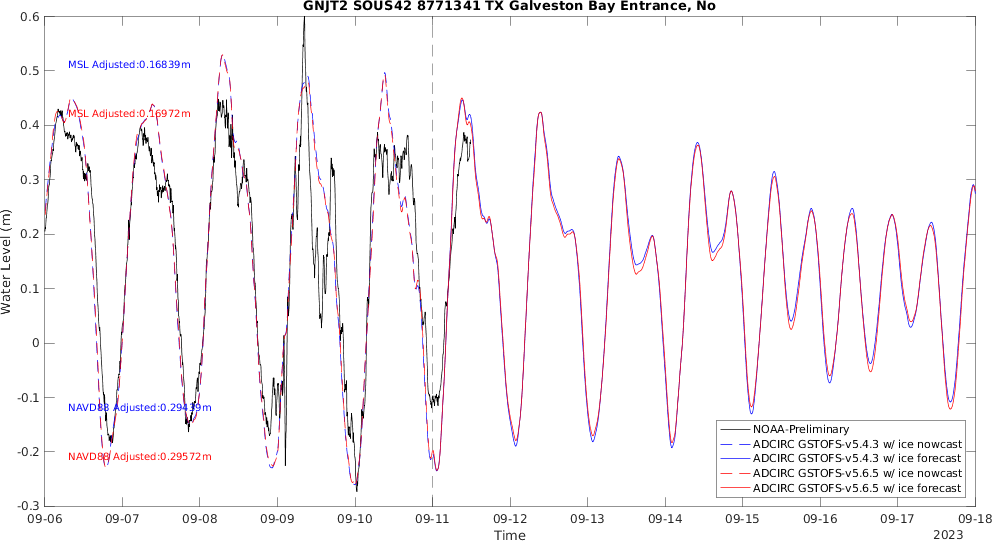 GNJT2 SOUS42 8771341 TX Galveston Bay Entrance, No
Water Level (m)
0.6
0.5
0.4
0.3
0.2
0.1
0
-0.1
-0.2
-0.3
MSL Adjusted:0.16839m
MSL Adjusted:0.16972m
NAVD88 Adjusted:0.29439m
NAVD88 Adjusted:0.29572m
NOAA-Preliminary
ADCIRC GSTOFS-v5.4.3 w/ ice nowcast
ADCIRC GSTOFS-v5.4.3 w/ ice forecast
ADCIRC GSTOFS-v5.6.5 w/ ice nowcast
ADCIRC GSTOFS-v5.6.5 w/ ice forecast
09-06 09-07 09-08 09-09 09-10 09-11 09-12 09-13 09-14 09-15 09-16 09-17 09-18
Time
2023